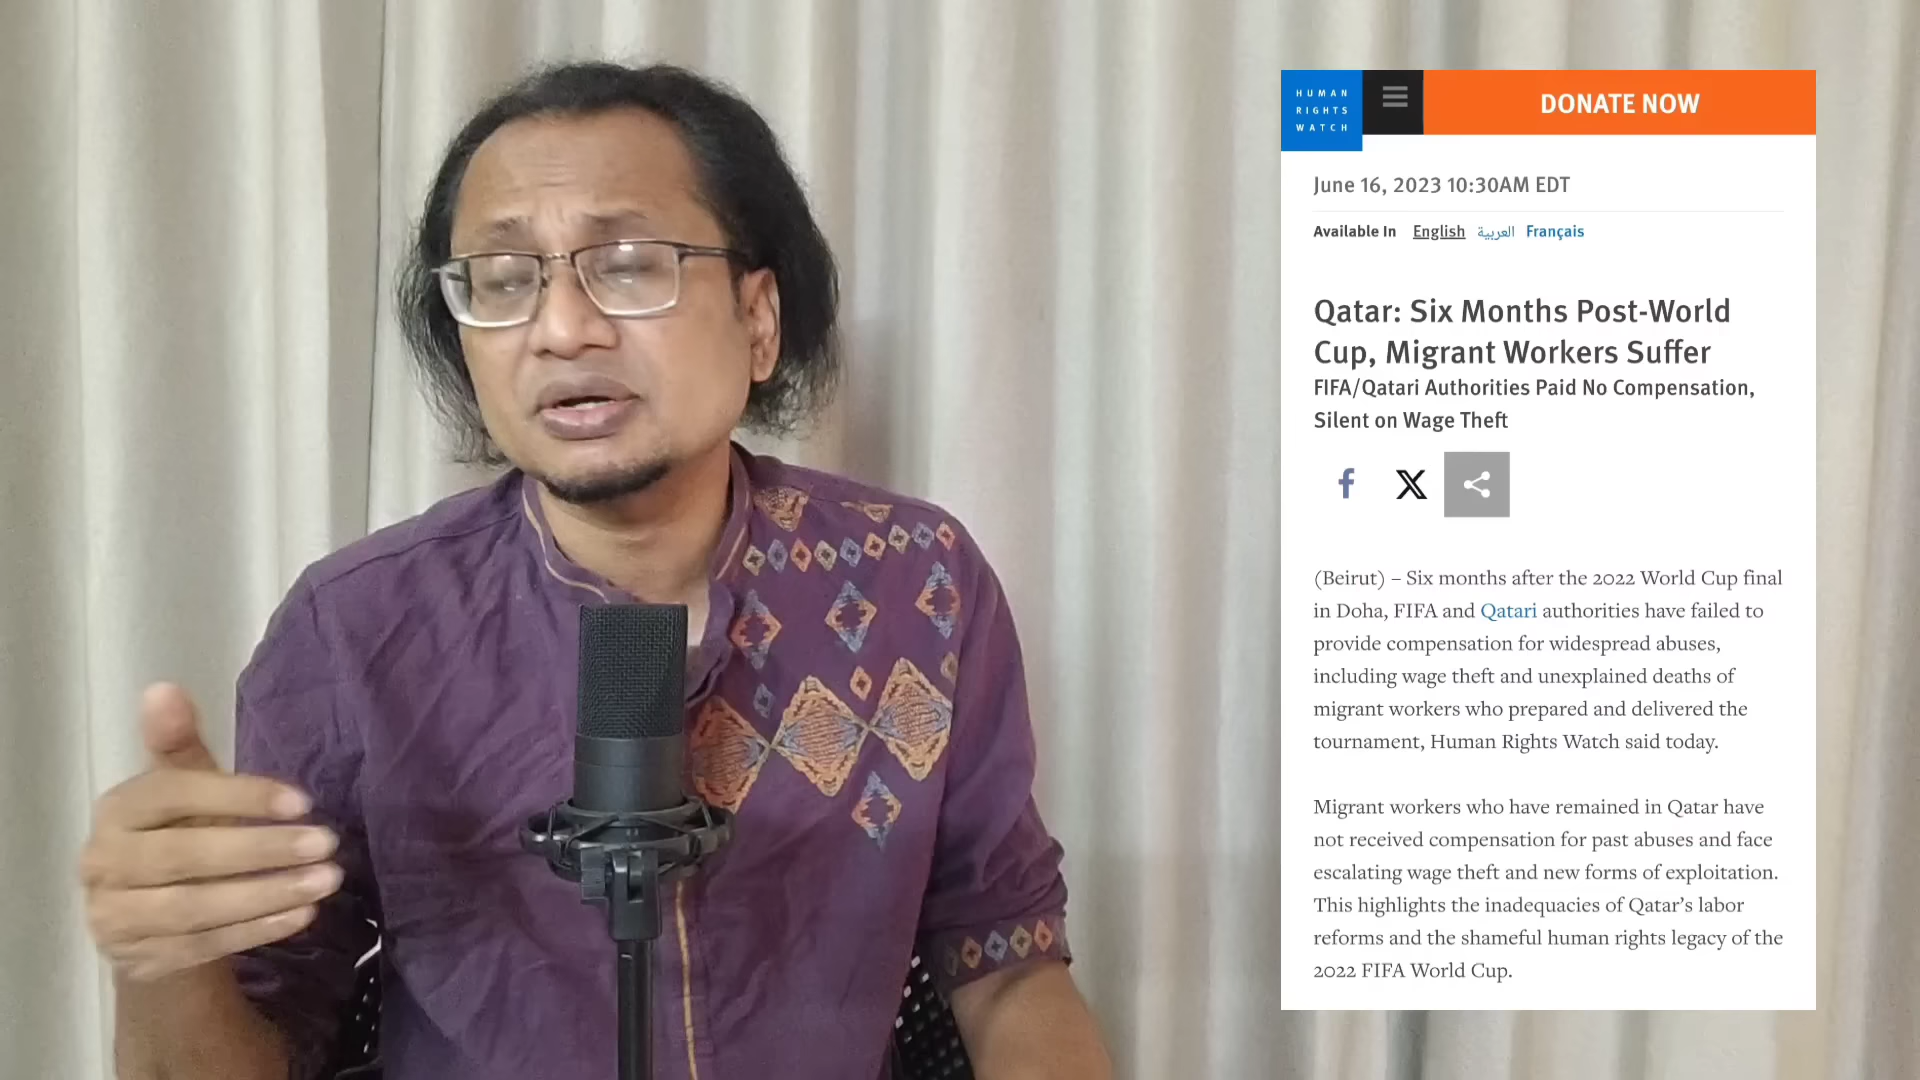 HUMAN
RIGHTS
WATCH
DONATE NOW
June 16, 2023 10:30AM EDT
Available In English العربية Français
Qatar: Six Months Post-World
Cup, Migrant Workers Suffer
FIFA/Qatari Authorities Paid No Compensation,
Silent on Wage Theft
(Beirut) – Six months after the 2022 World Cup final
in Doha, FIFA and Qatari authorities have failed to
provide compensation for widespread abuses,
including wage theft and unexplained deaths of
migrant workers who prepared and delivered the
tournament, Human Rights Watch said today.
Migrant workers who have remained in Qatar have
not received compensation for past abuses and face
escalating wage theft and new forms of exploitation.
This highlights the inadequacies of Qatar’s labor
reforms and the shameful human rights legacy of the
2022 FIFA World Cup.